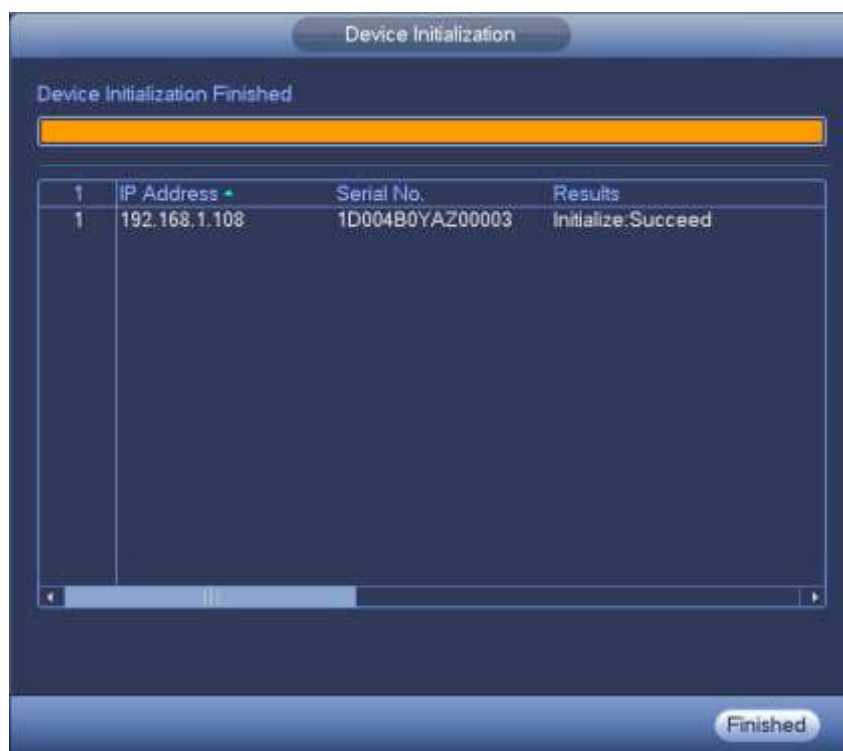 Device Initialization
Device Initialization Finished
1 IP Address Serial No. Results
1 192.168.1.108 1D004B0YAZ00003 Initialize:Succeed
Finished